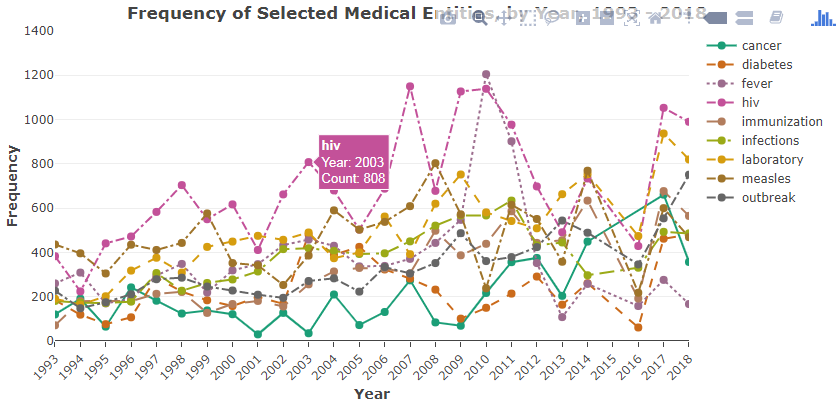 Frequency of Selected Medical Entities, by Year, 1993 - 2018
1400
1200
1000
800
600
400
200
0
Frequency
1993
1994
1995
1996
1997
1998
1999
2000
2001
2002
2003
2004
2005
2006
2007
2008
2009
2010
2011
2012
2013
2014
2015
2016
2017
2018
Year
hiv
Year: 2003
Count: 808
cancer
diabetes
fever
hiv
immunization
infections
laboratory
measles
outbreak